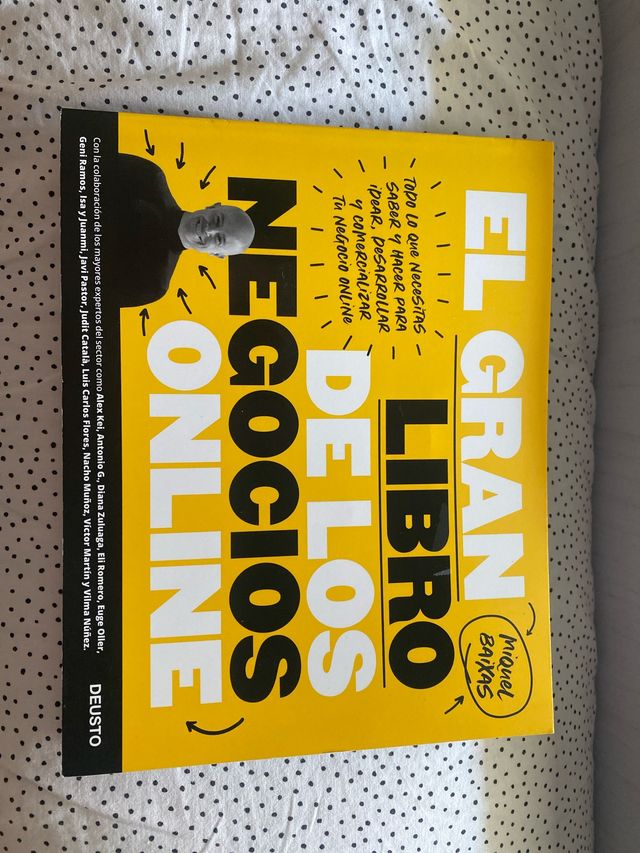 EL GRAN
LIBRO
DE LOS
NEGOCIOS
ONLINE
Miquel
BAIXAS
TODO LO QUE NECESITAS
SABER Y HACER PARA
IDEAR, DESARROLLAR
Y COMERCIALIZAR
TU NEGOCIO ONLINE
Con la colaboración de los mayores expertos del sector como Alex Kei, Antonio G., Diana Zuluaga, Eli Romero, Euge Oller,
Geni Ramos, Isa y Juanmi, Javi Pastor, Judit Català, Luis Carlos Flores, Nacho Muñoz, Víctor Martín y Vilma Núñez.
DEUSTO